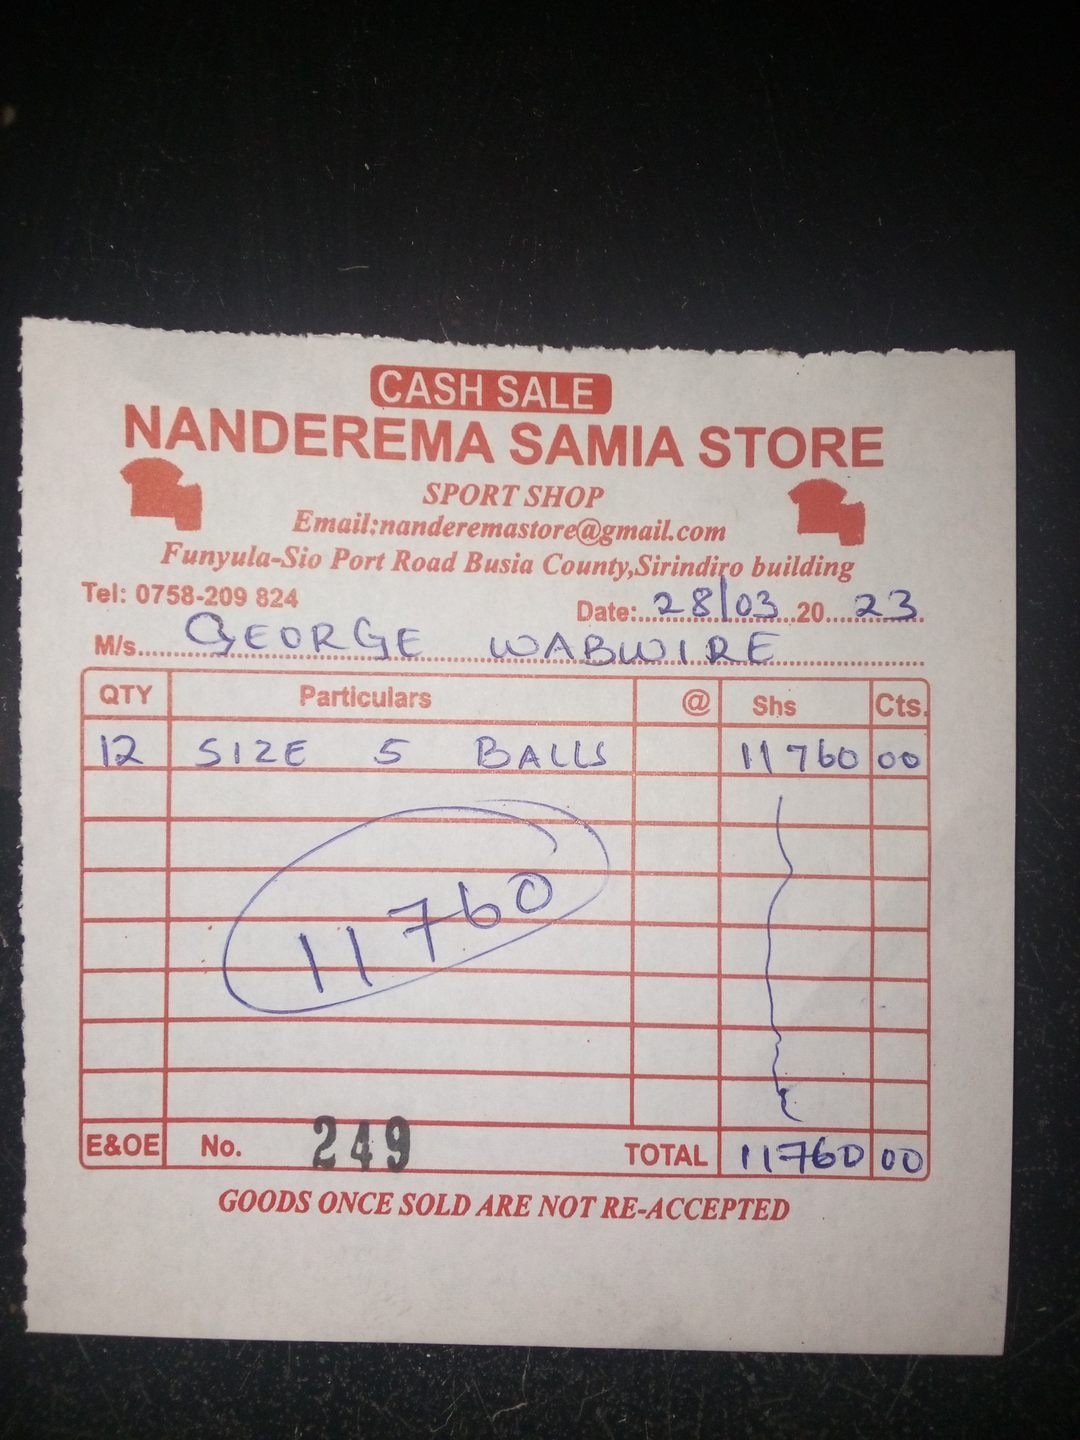 CASH SALE
NANDEREMA SAMIA STORE
SPORT SHOP
Email:nanderemastore@gmail.com
Funyula-Sio Port Road Busia County,Sirindiro building
Tel: 0758-209 824
Date:..28/03...20...23..
M/s.....GEORGE WABWIRE
QTY Particulars @ Shs Cts.
12 SIZE 5 BALLS 11760 00
11760
E&OE No. 249 TOTAL 11760 00
GOODS ONCE SOLD ARE NOT RE-ACCEPTED